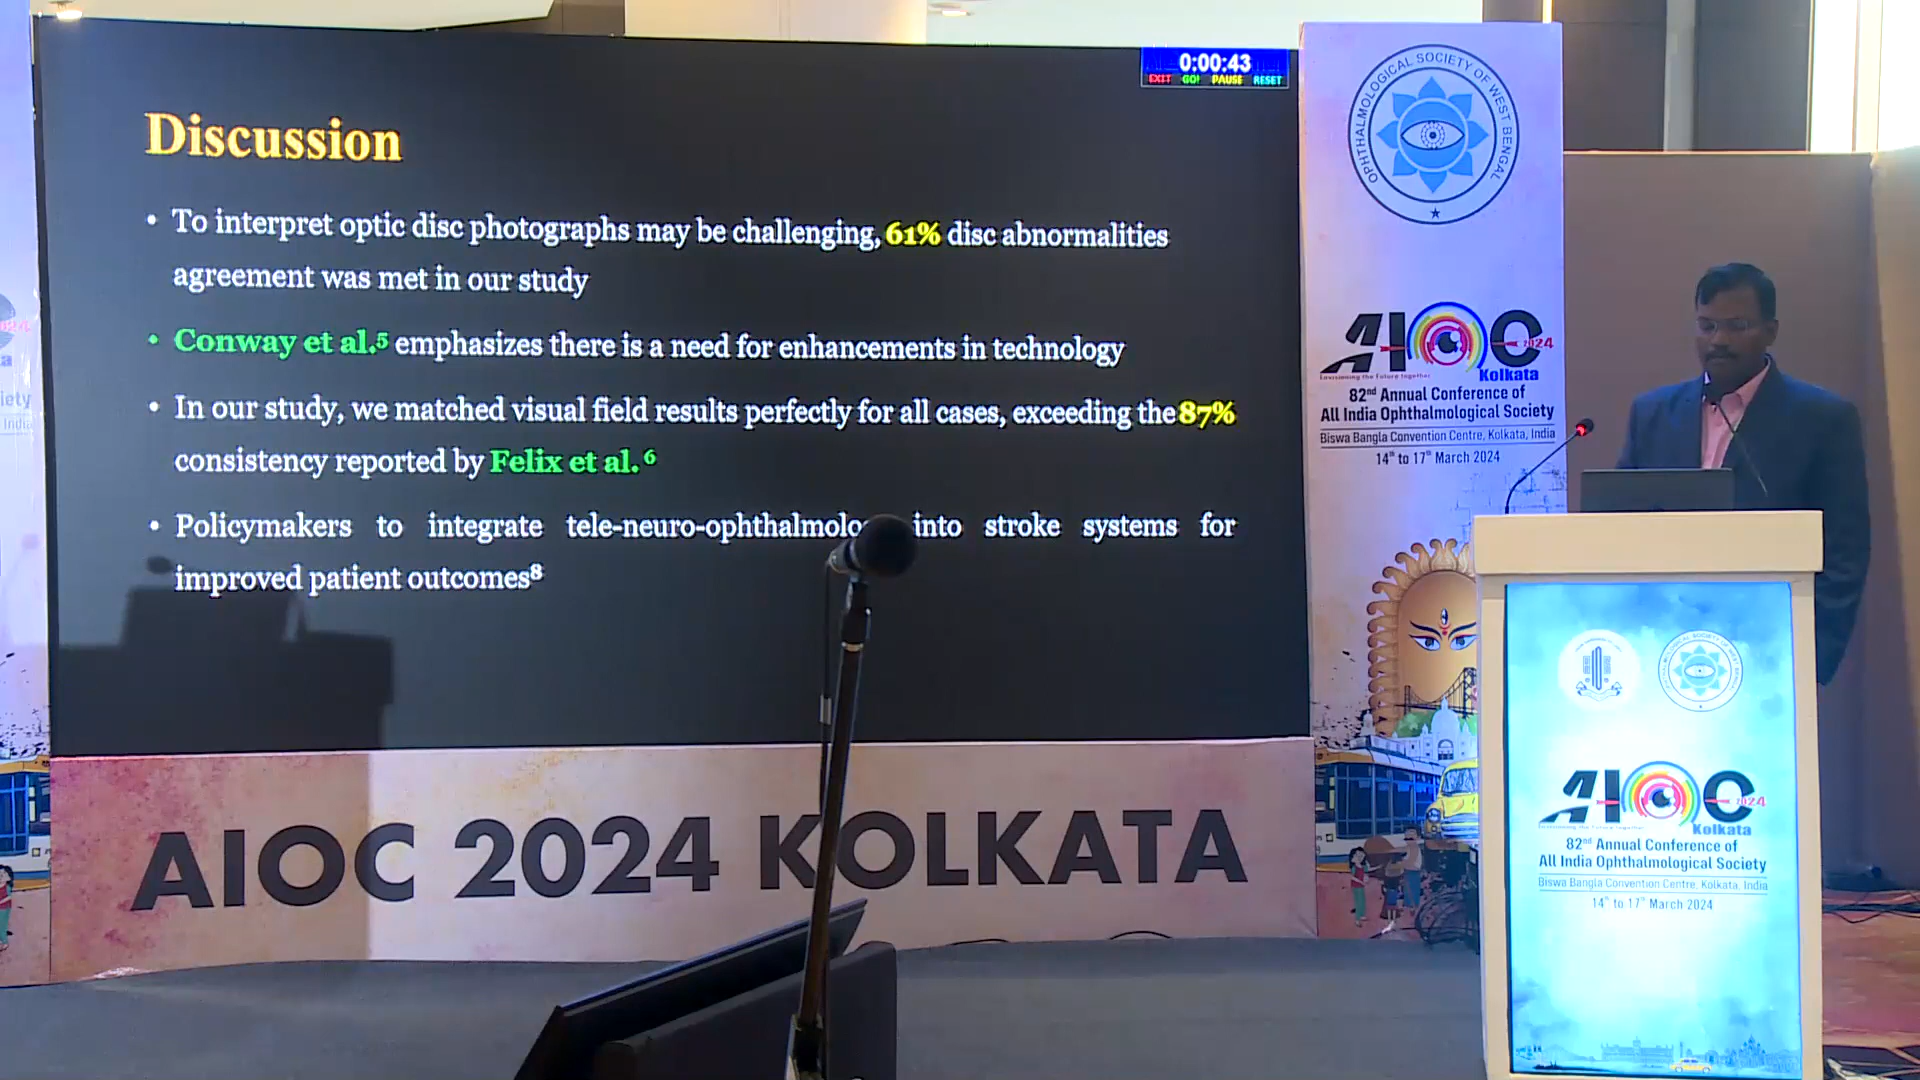 0:00:43
EXIT GO! PAUSE RESET
Discussion
• To interpret optic disc photographs may be challenging, 61% disc abnormalities
agreement was met in our study
• Conway et al.5 emphasizes there is a need for enhancements in technology
• In our study, we matched visual field results perfectly for all cases, exceeding the 87%
consistency reported by Felix et al. 6
• Policymakers to integrate tele-neuro-ophthalmolo into stroke systems for
improved patient outcomes8
AIOC 2024 KOLKATA
OPHTHALMOLOGICAL SOCIETY OF WEST BENGAL
AIOC 2024
Envisioning the Future together
Kolkata
82nd Annual Conference of
All India Ophthalmological Society
Biswa Bangla Convention Centre, Kolkata, India
14th to 17th March 2024
AIOC 2024
Kolkata
82nd Annual Conference of
All India Ophthalmological Society
Biswa Bangla Convention Centre, Kolkata, India
14th to 17th March 2024